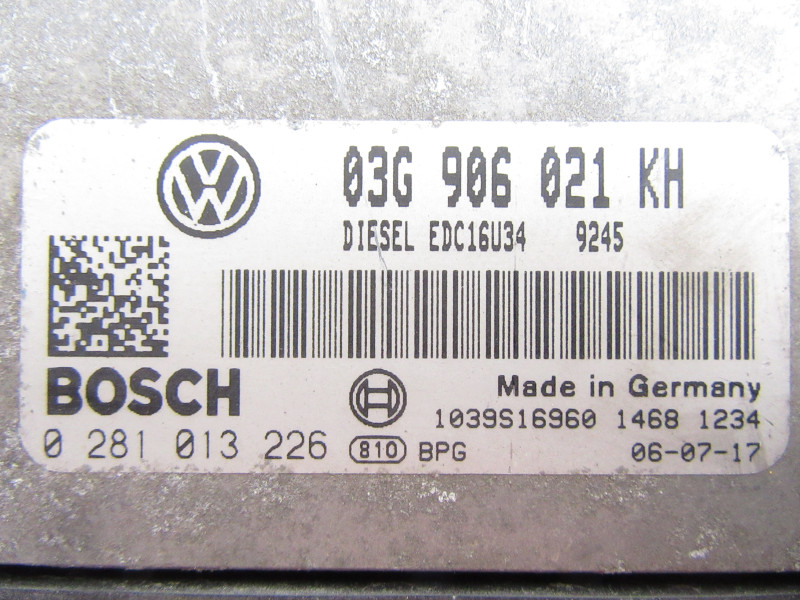 03G 906 021 KH
DIESEL EDC16U34 9245
BOSCH
Made in Germany
1039S16960 1468 1234
0 281 013 226 810 BPG 06-07-17